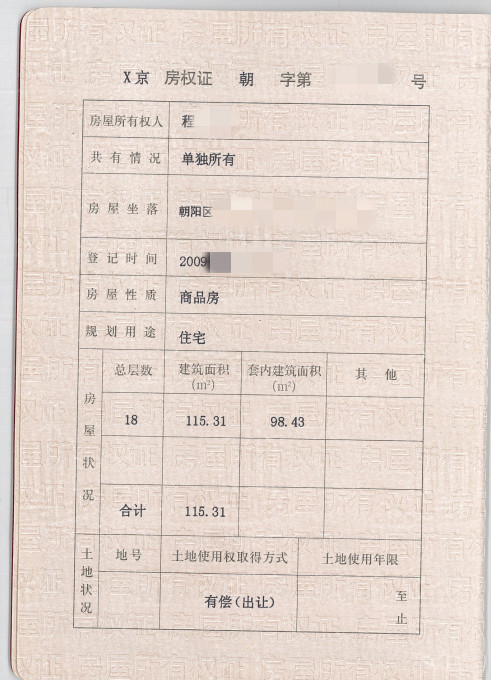 X京 房权证 朝 字第 号
房屋所有权人 程
共有情况 单独所有
房屋坐落 朝阳区
登记时间 2009
房屋性质 商品房
规划用途 住宅
房屋状况
总层数 建筑面积(m²) 套内建筑面积(m²) 其他
18 115.31 98.43
合计 115.31
土地状况
地号 土地使用权取得方式 土地使用年限
有偿(出让) 至
止